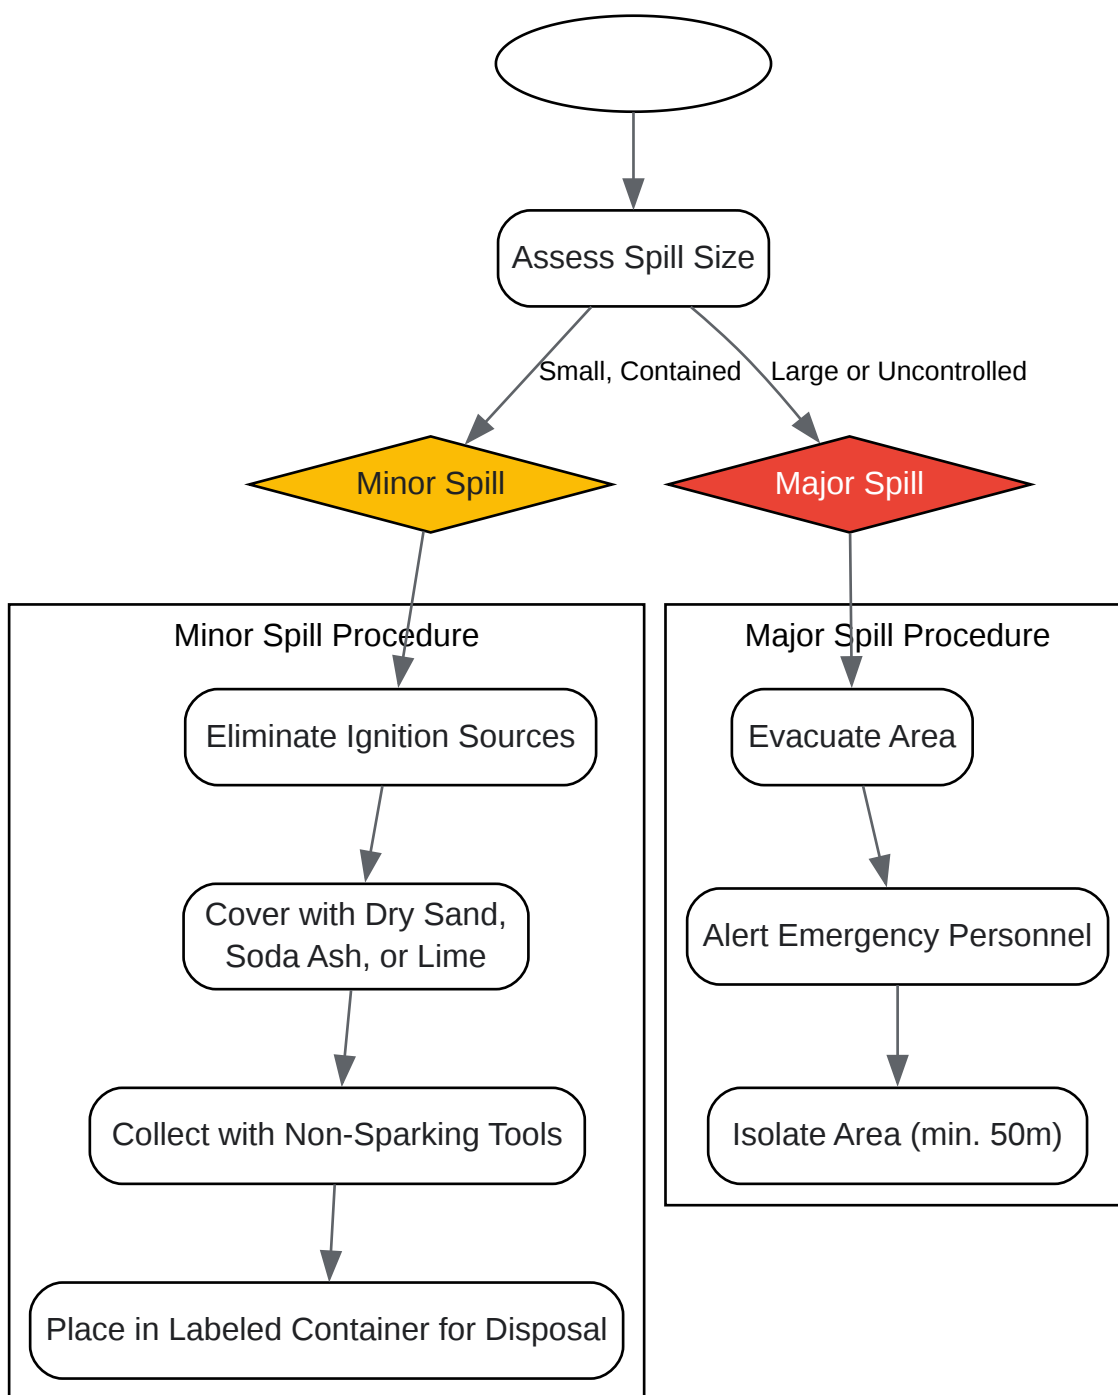 Assess Spill Size
Small, Contained
Large or Uncontrolled
Minor Spill
Major Spill
Minor Spill Procedure
Major Spill Procedure
Eliminate Ignition Sources
Evacuate Area
Cover with Dry Sand,
Soda Ash, or Lime
Alert Emergency Personnel
Collect with Non-Sparking Tools
Isolate Area (min. 50m)
Place in Labeled Container for Disposal